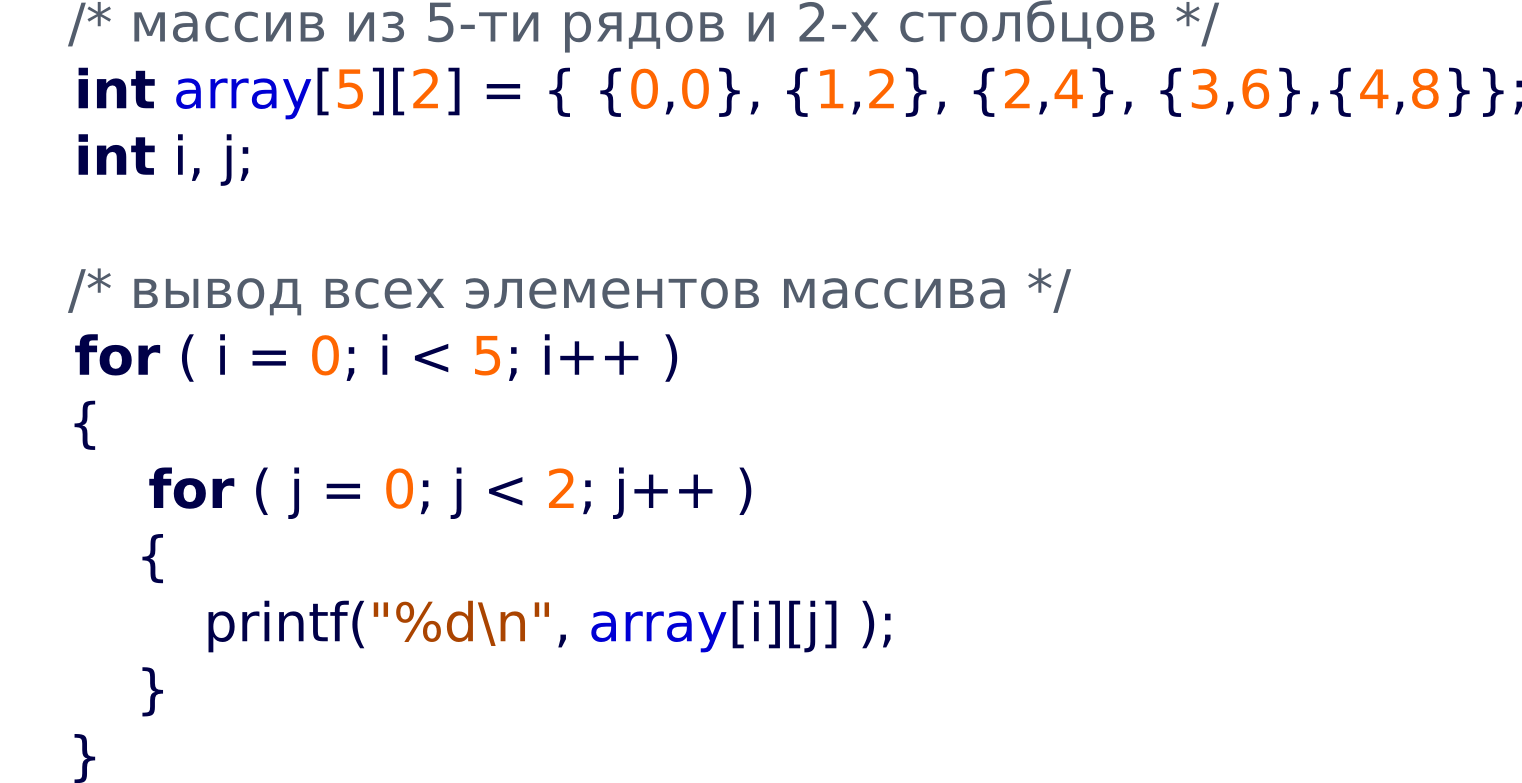 /* массив из 5-ти рядов и 2-х столбцов */
int array[5][2] = { {0,0}, {1,2}, {2,4}, {3,6},{4,8}};
int i, j;
/* вывод всех элементов массива */
for ( i = 0; i < 5; i++ )
{
for ( j = 0; j < 2; j++ )
{
printf("%d\n", array[i][j] );
}
}